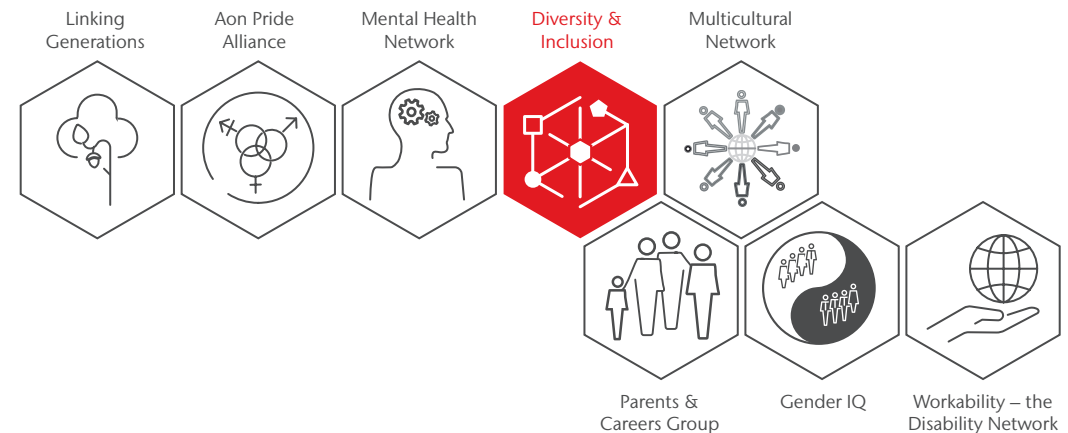 Linking
Generations
Aon Pride
Alliance
Mental Health
Network
Diversity &
Inclusion
Multicultural
Network
Parents &
Careers Group
Gender IQ
Workability – the
Disability Network